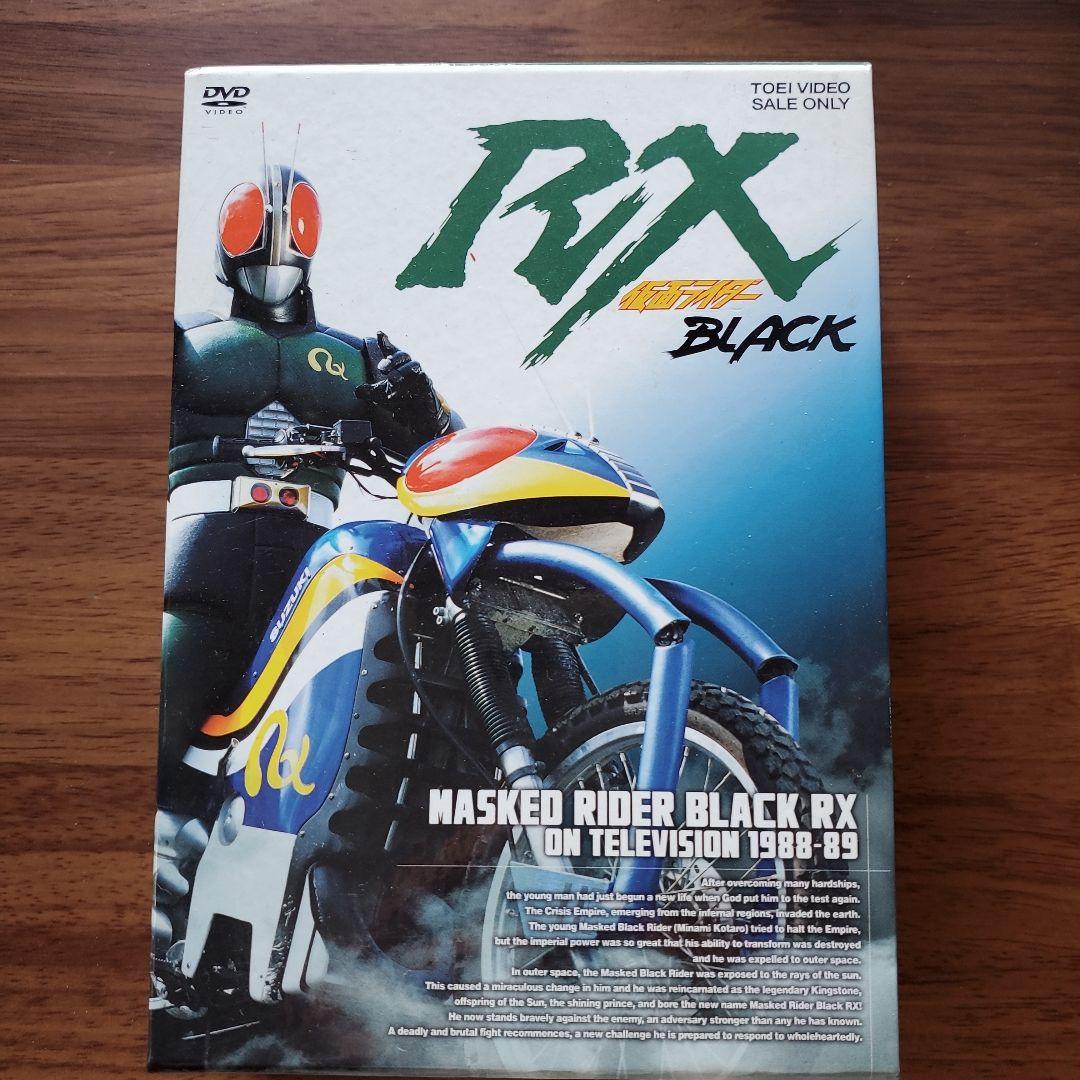 DVD
VIDEO
TOEI VIDEO
SALE ONLY
RX
仮面ライダー
BLACK
SUZUKI
MASKED RIDER BLACK RX
ON TELEVISION 1988-89
After overcoming many hardships,
the young man had just begun a new life when God put him to the test again.
The Crisis Empire, emerging from the infernal regions, invaded the earth.
The young Masked Black Rider (Minami Kotaro) tried to halt the Empire,
but the imperial power was so great that his ability to transform was destroyed
and he was expelled to outer space.
In outer space, the Masked Black Rider was exposed to the rays of the sun.
This caused a miraculous change in him and he was reincarnated as the legendary Kingstone,
offspring of the Sun, the shining prince, and bore the new name Masked Rider Black RX!
He now stands bravely against the enemy, an adversary stronger than any he has known.
A deadly and brutal fight recommences, a new challenge he is prepared to respond to wholeheartedly.